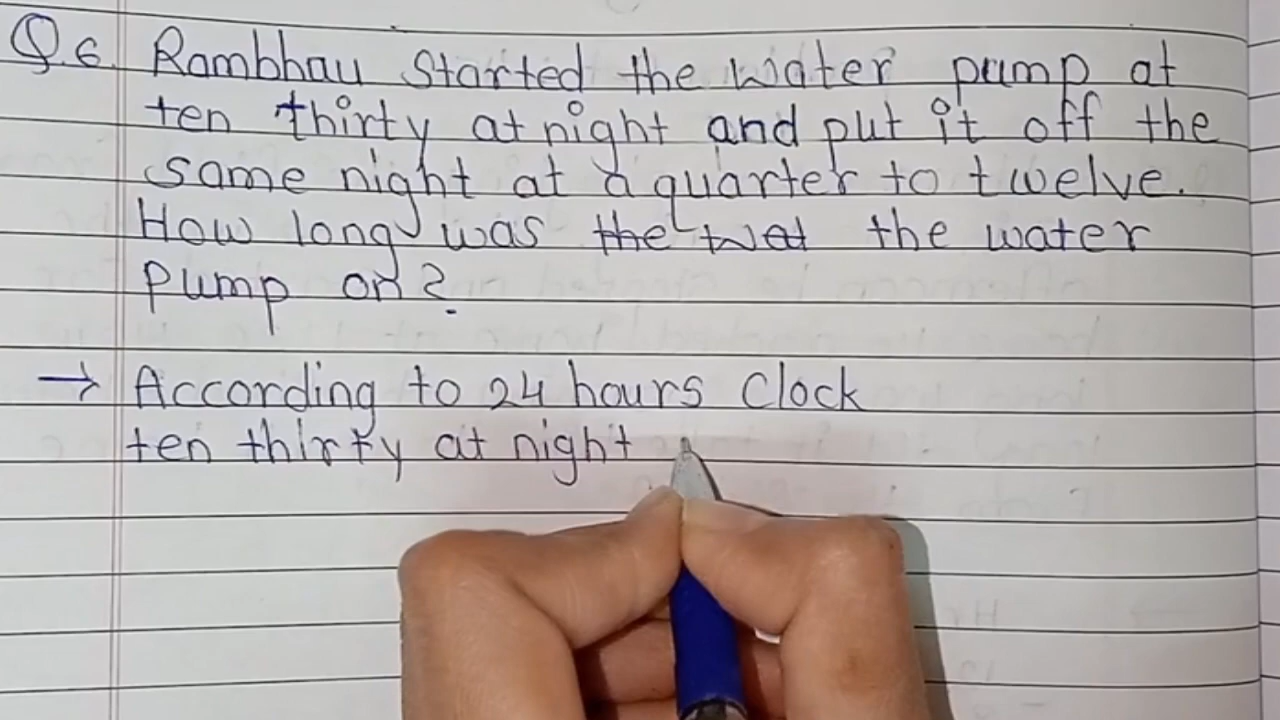 Q.6. Rambhau started the water pump at
ten thirty at night and put it off the
same night at a quarter to twelve.
How long was the wat the water
pump on?
→ According to 24 hours clock
ten thirty at night